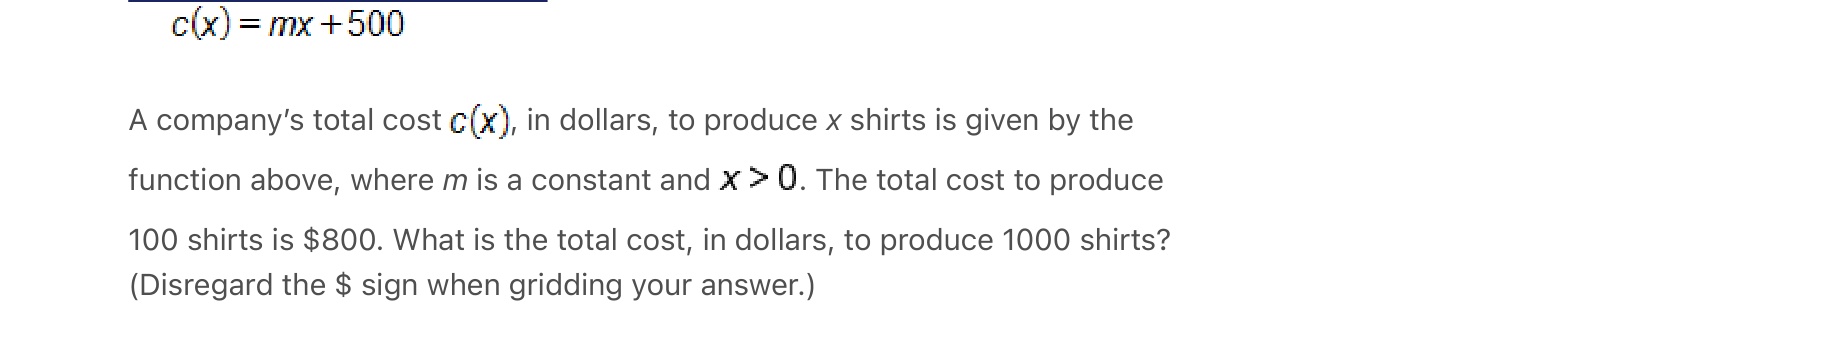 c(x) = mx + 500
A company’s total cost c(x), in dollars, to produce x shirts is given by the
function above, where m is a constant and x > 0. The total cost to produce
100 shirts is $800. What is the total cost, in dollars, to produce 1000 shirts?
(Disregard the $ sign when gridding your answer.)